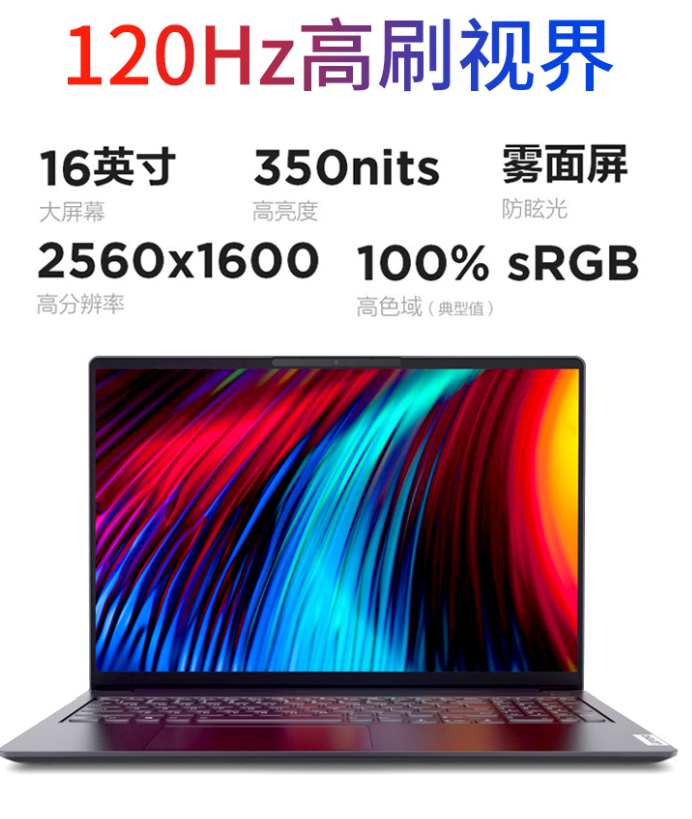 120Hz高刷视界
16英寸 350nits 雾面屏
大屏幕 高亮度 防眩光
2560x1600 100% sRGB
高分辨率 高色域（典型值）